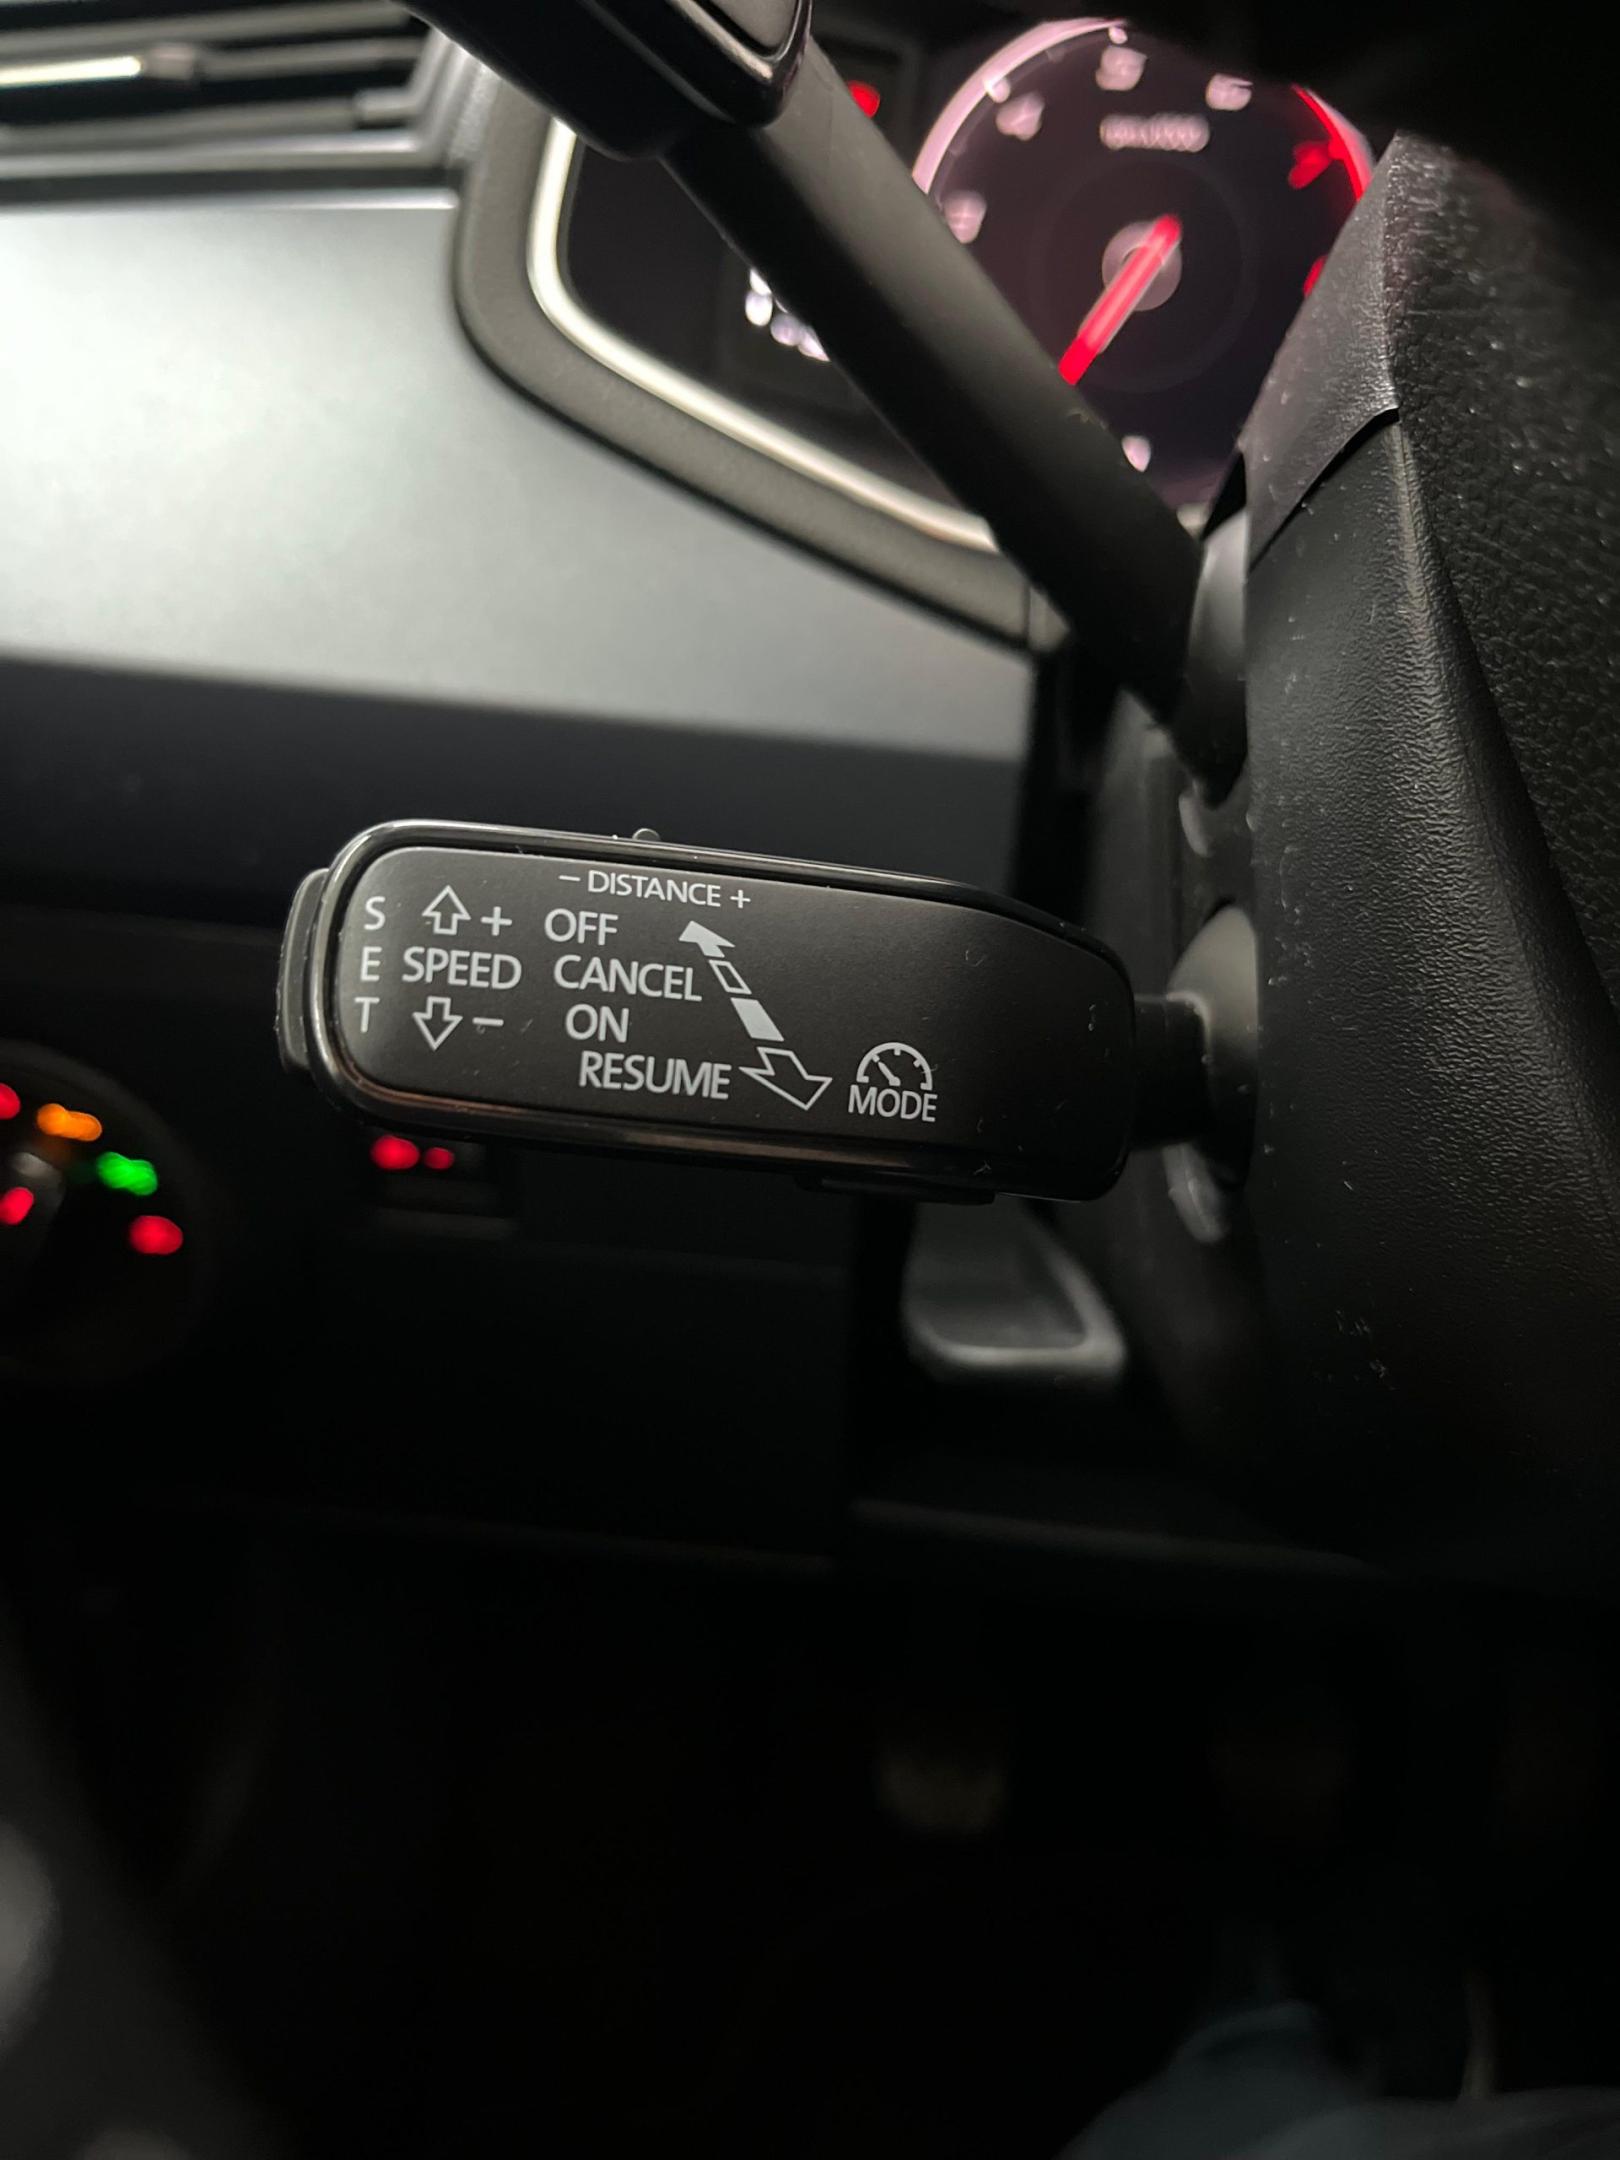 − DISTANCE +
S
E
T
+
SPEED
−
OFF
CANCEL
ON
RESUME
MODE